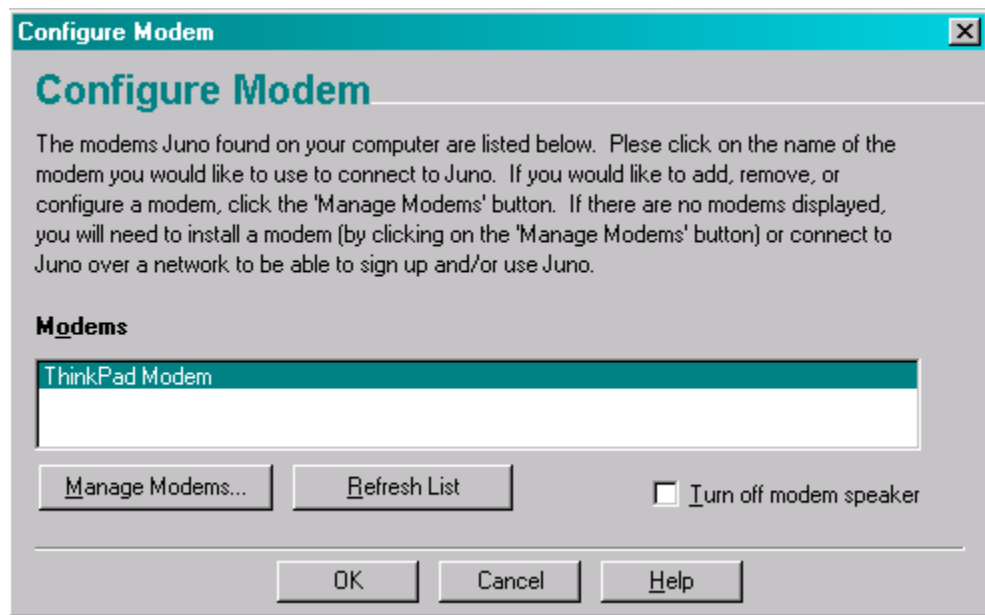 Configure Modem
Configure Modem
The modems Juno found on your computer are listed below.  Plese click on the name of the
modem you would like to use to connect to Juno.  If you would like to add, remove, or
configure a modem, click the 'Manage Modems' button.  If there are no modems displayed,
you will need to install a modem (by clicking on the 'Manage Modems' button) or connect to
Juno over a network to be able to sign up and/or use Juno.
Modems
ThinkPad Modem
Manage Modems... Refresh List Turn off modem speaker
OK Cancel Help